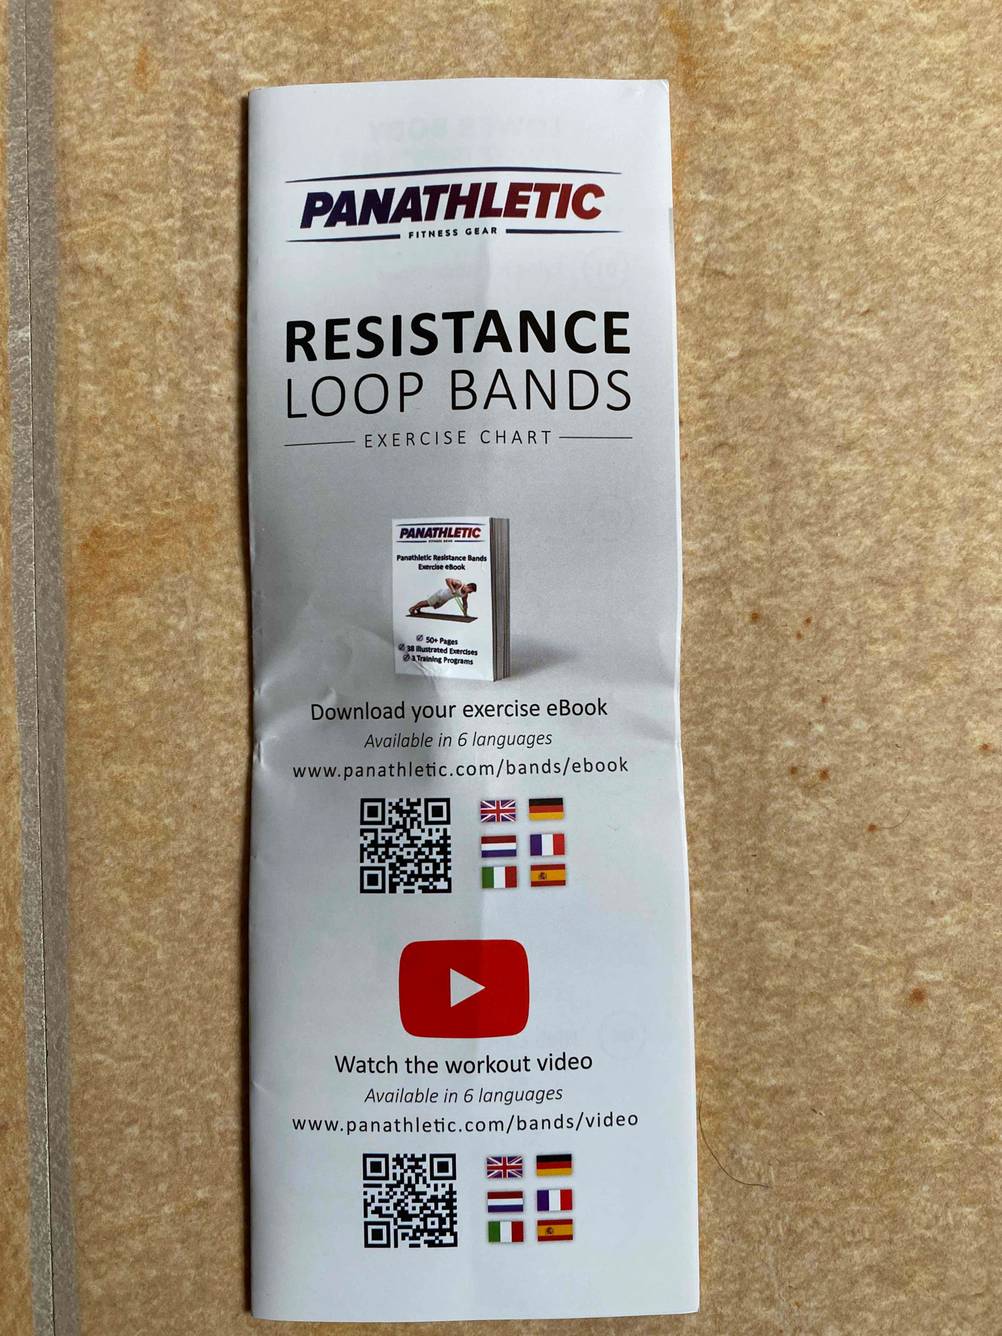 PANATHLETIC
FITNESS GEAR
RESISTANCE
LOOP BANDS
EXERCISE CHART
PANATHLETIC
FITNESS GEAR
Panathletic Resistance Bands
Exercise eBook
50+ Pages
38 Illustrated Exercises
3 Training Programs
Download your exercise eBook
Available in 6 languages
www.panathletic.com/bands/ebook
Watch the workout video
Available in 6 languages
www.panathletic.com/bands/video